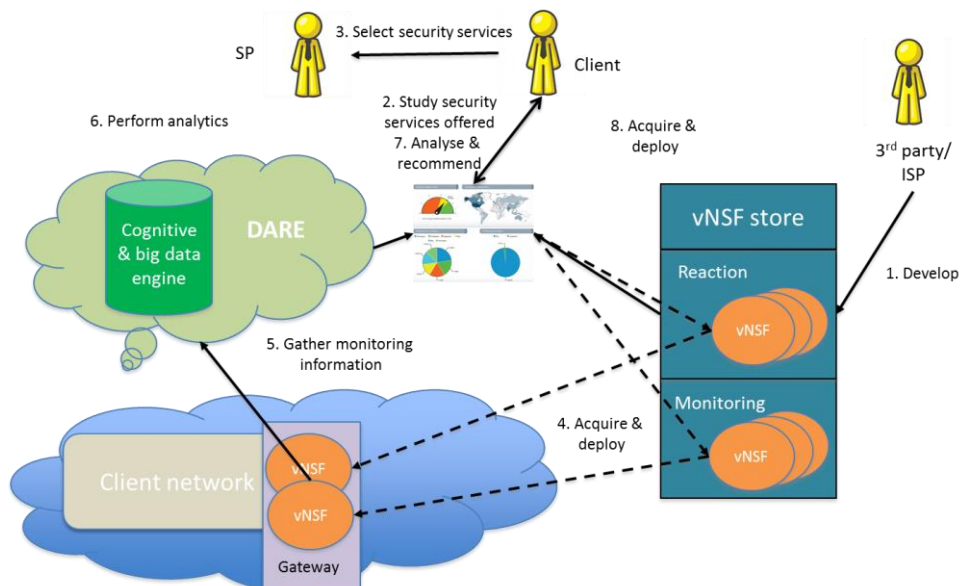 3. Select security services
SP
Client
2. Study security
services offered
7. Analyse &
recommend
6. Perform analytics
8. Acquire &
deploy
3rd party/
ISP
vNSF store
DARE
Cognitive
& big data
engine
Reaction
1. Develop
vNSF
5. Gather monitoring
information
Monitoring
vNSF
4. Acquire &
deploy
Client network
vNSF
vNSF
Gateway